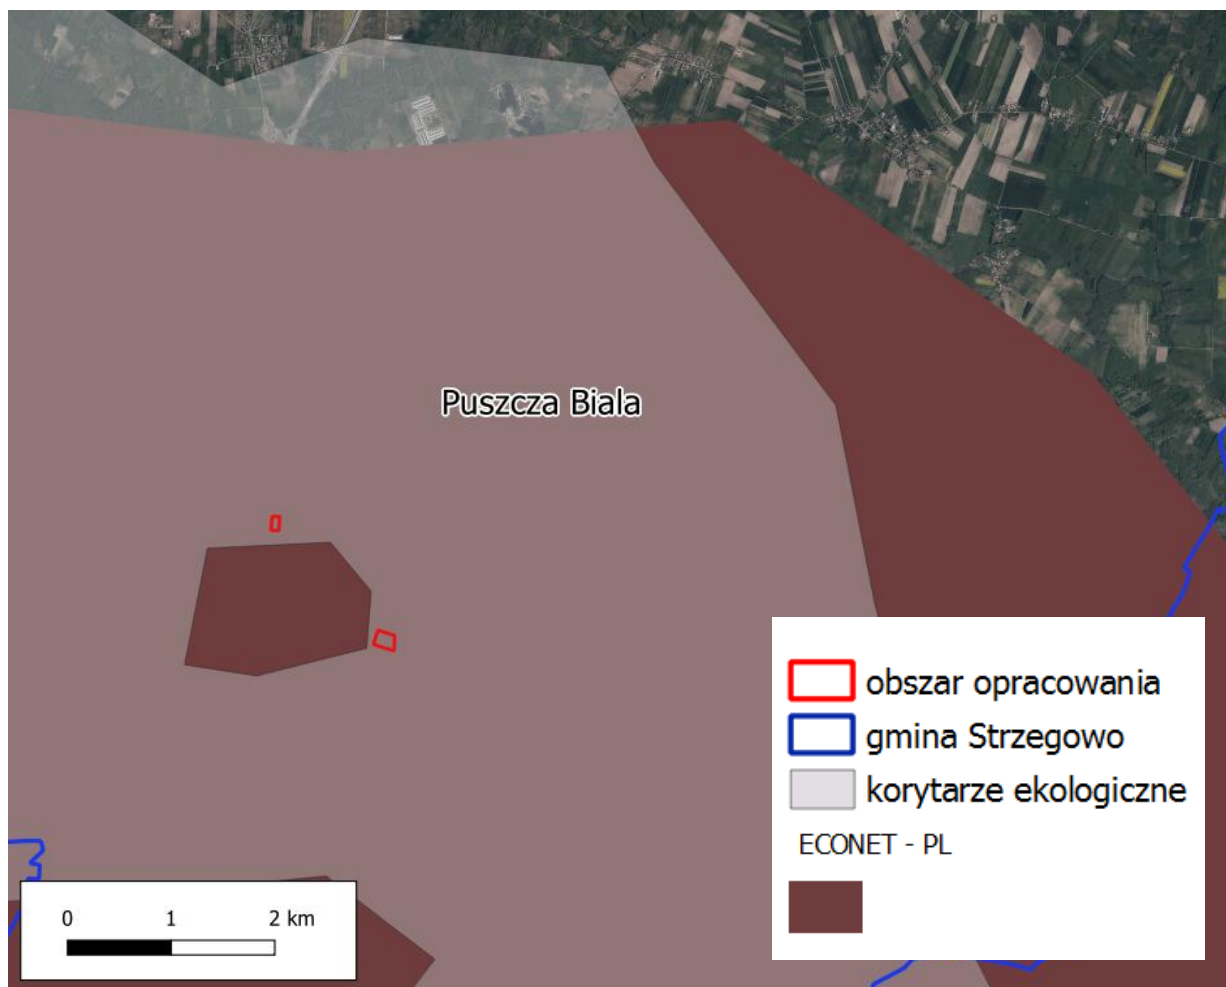 Puszcza Biala
obszar opracowania
gmina Strzegowo
korytarze ekologiczne
ECONET - PL
0 1 2 km